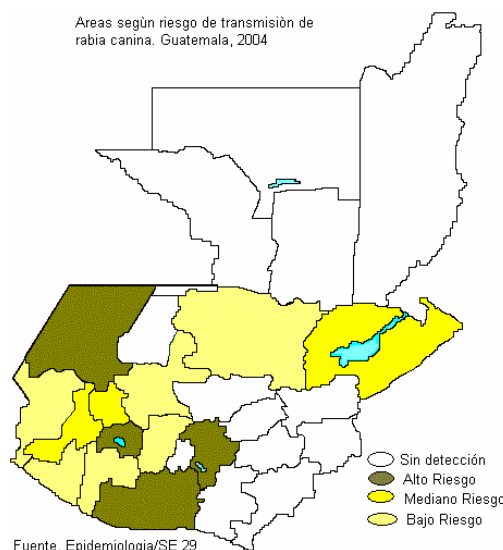 Areas segùn riesgo de transmisiòn de
rabia canina. Guatemala, 2004
Sin detección
Alto Riesgo
Mediano Riesgo
Bajo Riesgo
Fuente. Epidemiologia/SE 29